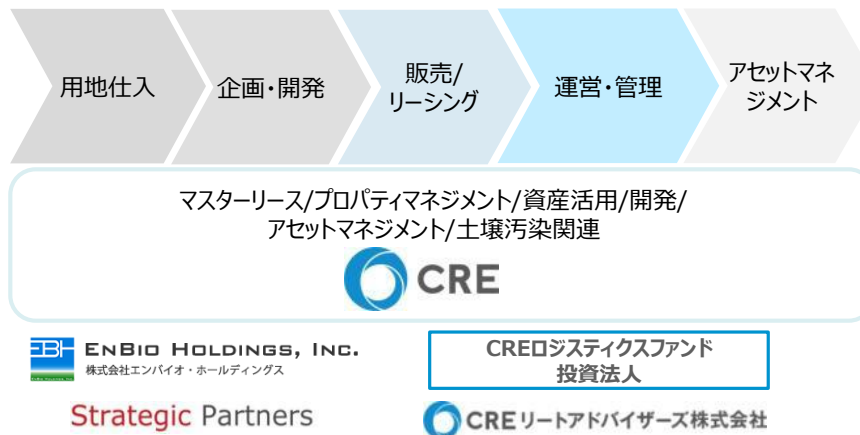 用地仕入
企画・開発
販売/
リーシング
運営・管理
アセットマネ
ジメント
マスターリース/プロパティマネジメント/資産活用/開発/
アセットマネジメント/土壌汚染関連
CRE
EBH
ENBIO HOLDINGS, INC.
株式会社エンバイオ・ホールディングス
CREロジスティクスファンド
投資法人
Strategic Partners
CREリートアドバイザーズ株式会社